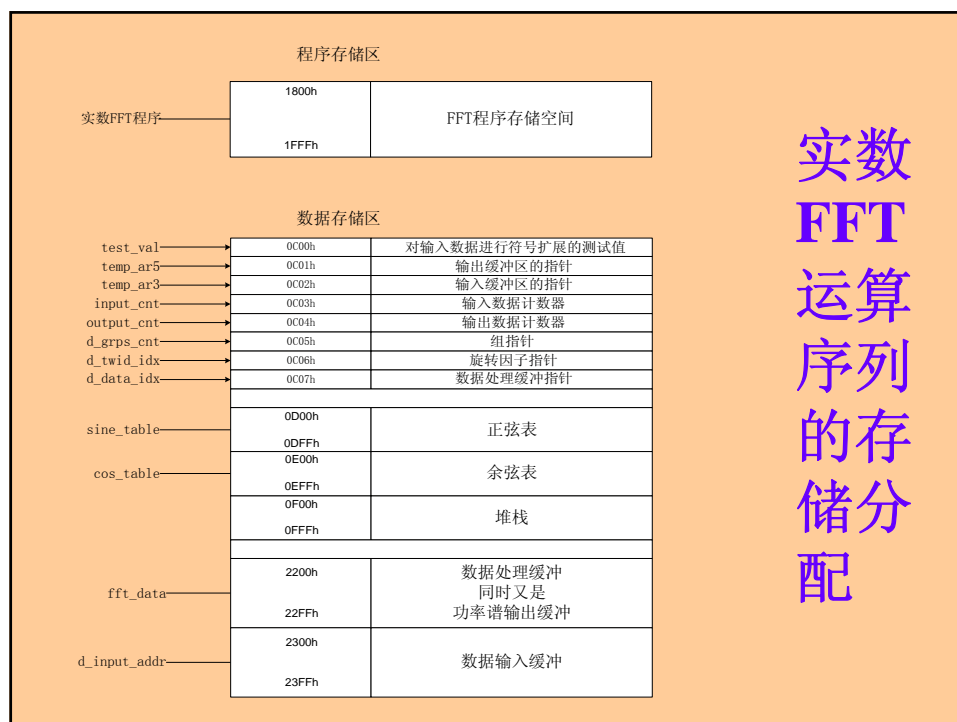 程序存储区
实数FFT程序
1800h
1FFFh
FFT程序存储空间
数据存储区
test_val 0C00h 对输入数据进行符号扩展的测试值
temp_ar5 0C01h 输出缓冲区的指针
temp_ar3 0C02h 输入缓冲区的指针
input_cnt 0C03h 输入数据计数器
output_cnt 0C04h 输出数据计数器
d_grps_cnt 0C05h 组指针
d_twid_idx 0C06h 旋转因子指针
d_data_idx 0C07h 数据处理缓冲指针
sine_table
0D00h
0DFFh
正弦表
cos_table
0E00h
0EFFh
余弦表
0F00h
0FFFh
堆栈
fft_data
2200h
22FFh
数据处理缓冲
同时又是
功率谱输出缓冲
d_input_addr
2300h
23FFh
数据输入缓冲
实数
FFT
运算
序列
的存
储分
配